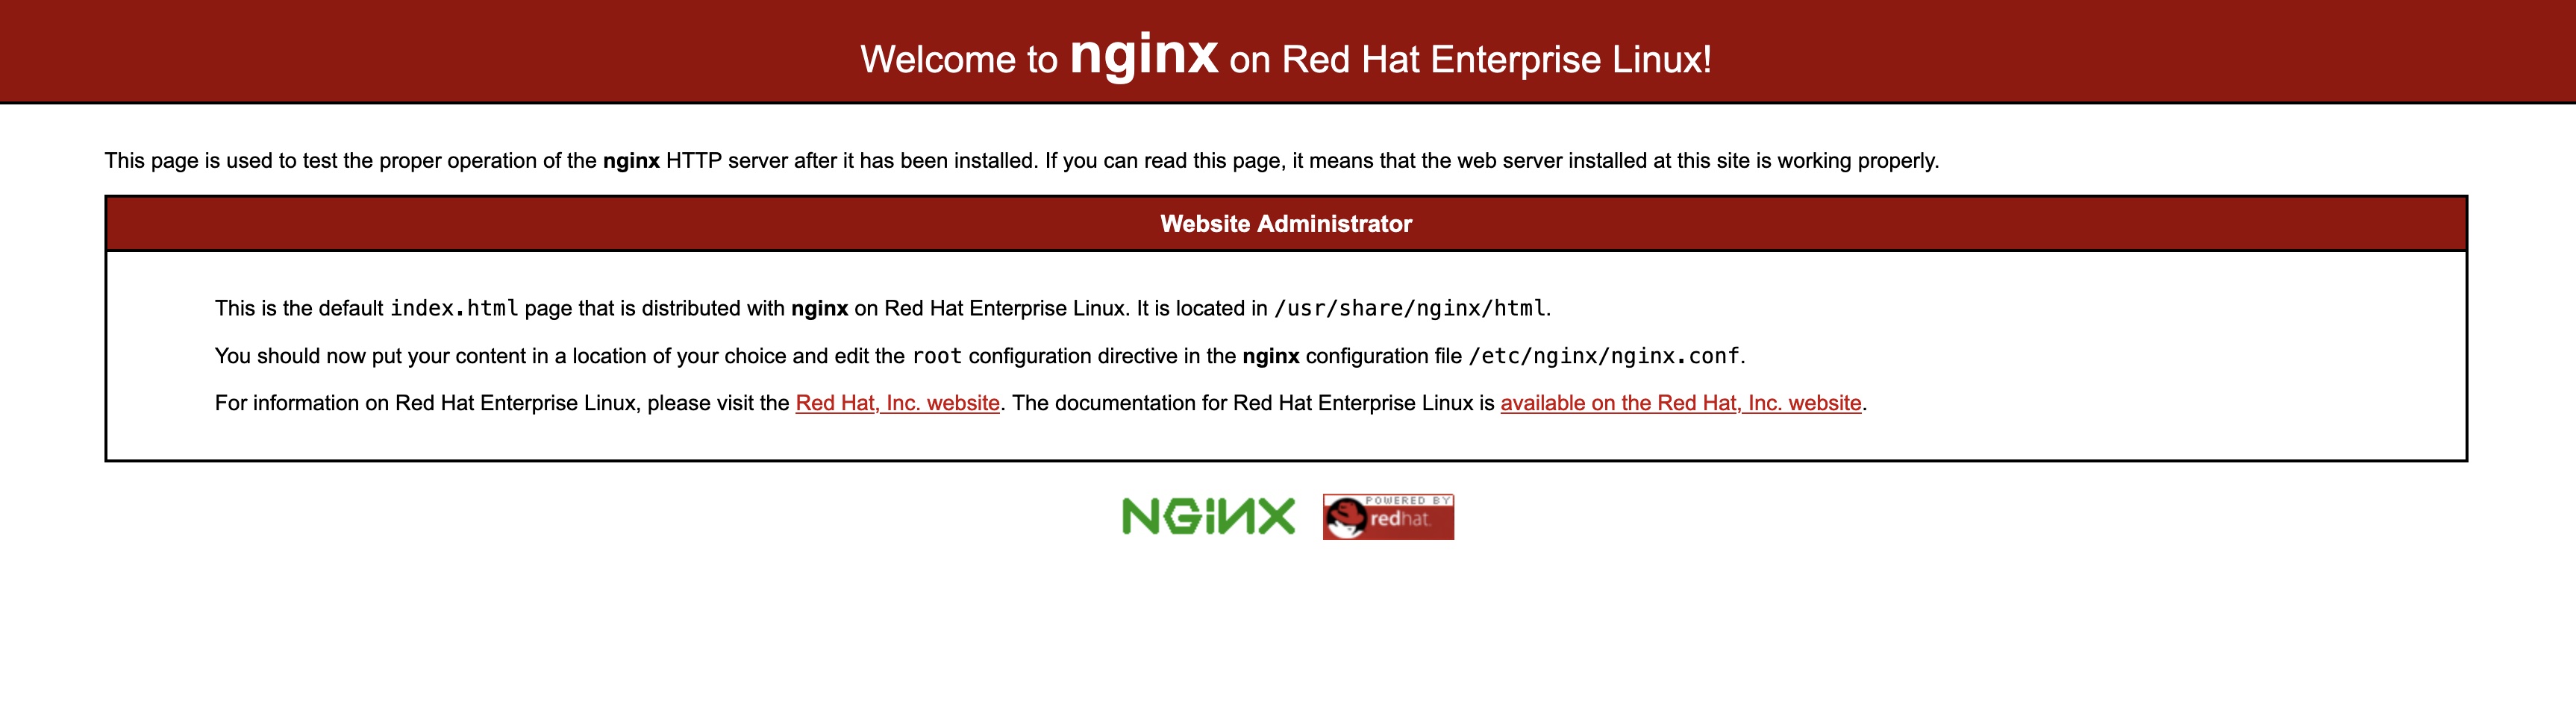 Welcome to nginx on Red Hat Enterprise Linux!
This page is used to test the proper operation of the nginx HTTP server after it has been installed. If you can read this page, it means that the web server installed at this site is working properly.
Website Administrator
This is the default index.html page that is distributed with nginx on Red Hat Enterprise Linux. It is located in /usr/share/nginx/html.
You should now put your content in a location of your choice and edit the root configuration directive in the nginx configuration file /etc/nginx/nginx.conf.
For information on Red Hat Enterprise Linux, please visit the Red Hat, Inc. website. The documentation for Red Hat Enterprise Linux is available on the Red Hat, Inc. website.
NGINX
POWERED BY
redhat.